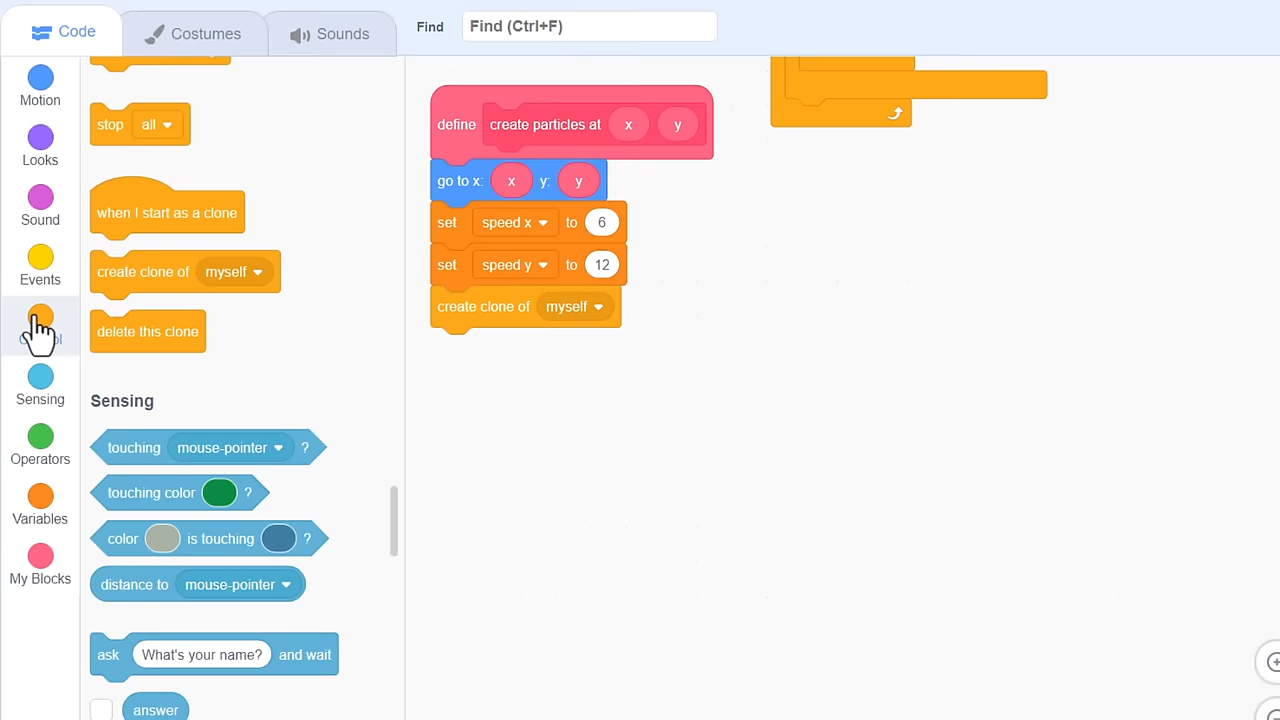 Code
Costumes
Sounds
Find
Find (Ctrl+F)
Motion
Looks
Sound
Events
Sensing
Operators
Variables
My Blocks
stop all
when I start as a clone
create clone of myself
delete this clone
Sensing
touching mouse-pointer ?
touching color ?
color is touching ?
distance to mouse-pointer
ask What's your name? and wait
answer
define create particles at x y
go to x: x y: y
set speed x to 6
set speed y to 12
create clone of myself